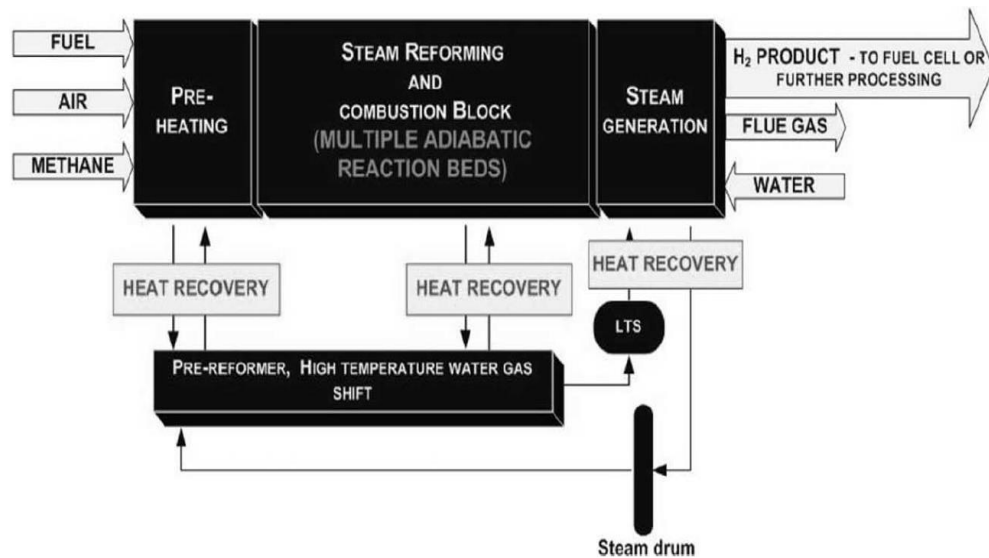 FUEL
AIR
METHANE
PRE-
HEATING
STEAM REFORMING
AND
COMBUSTION BLOCK
(MULTIPLE ADIABATIC
REACTION BEDS)
STEAM
GENERATION
H₂ PRODUCT - TO FUEL CELL OR
FURTHER PROCESSING
FLUE GAS
WATER
HEAT RECOVERY
HEAT RECOVERY
HEAT RECOVERY
LTS
PRE-REFORMER, HIGH TEMPERATURE WATER GAS
SHIFT
Steam drum